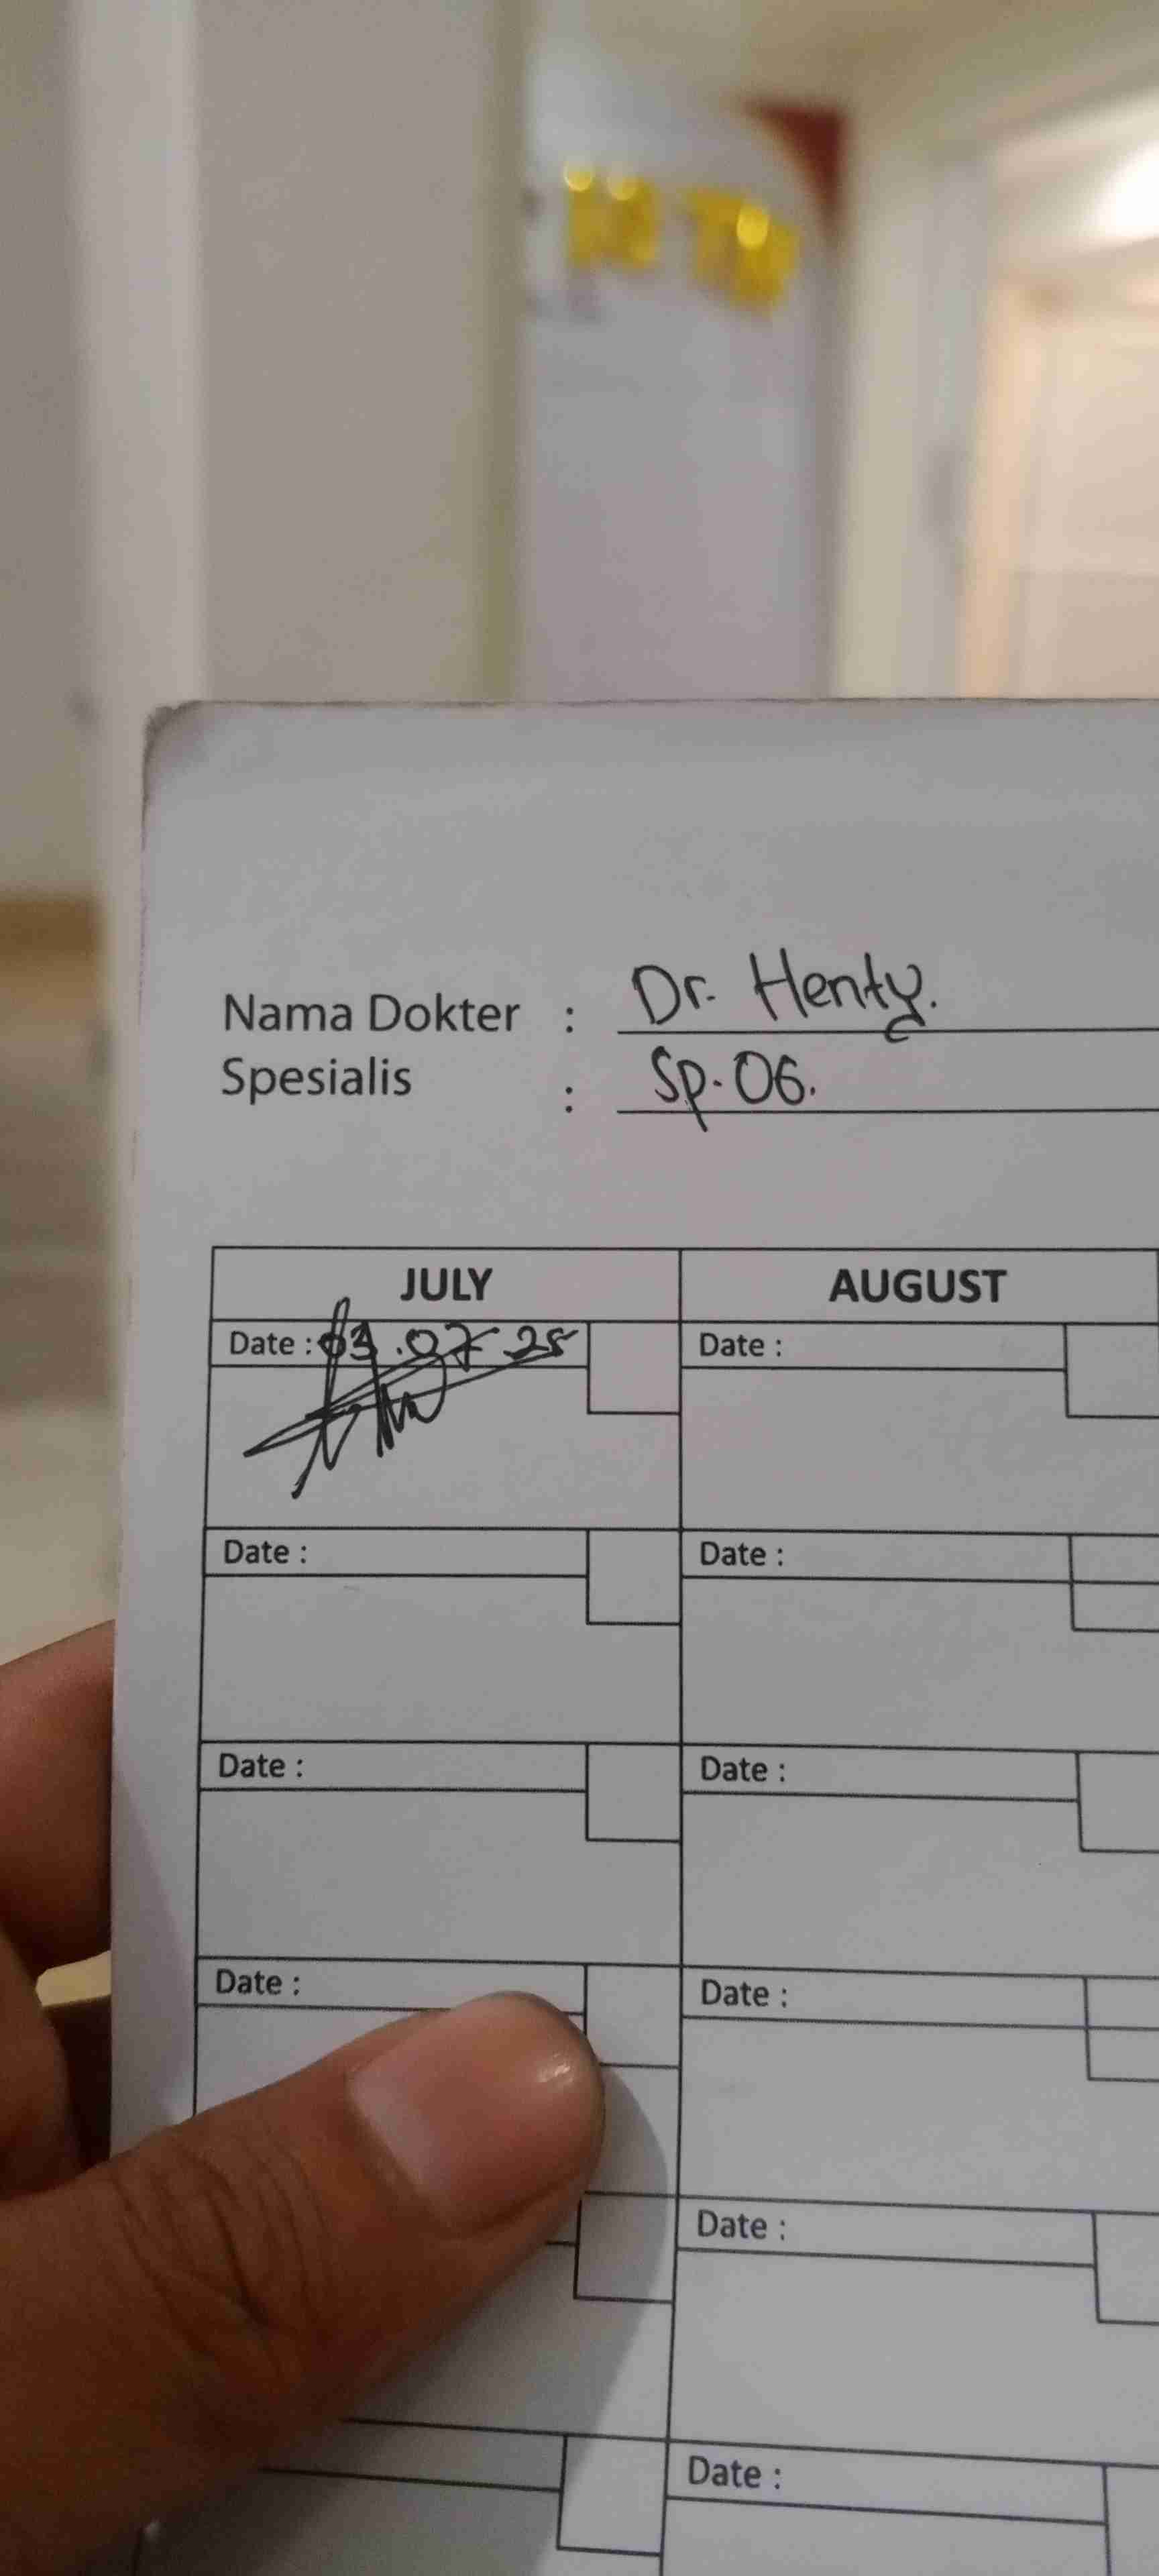 Nama Dokter : Dr. Henty.
Spesialis : Sp. OG.
JULY AUGUST
Date : 03.07.25 Date :
Date : Date :
Date : Date :
Date : Date :
Date :
Date :